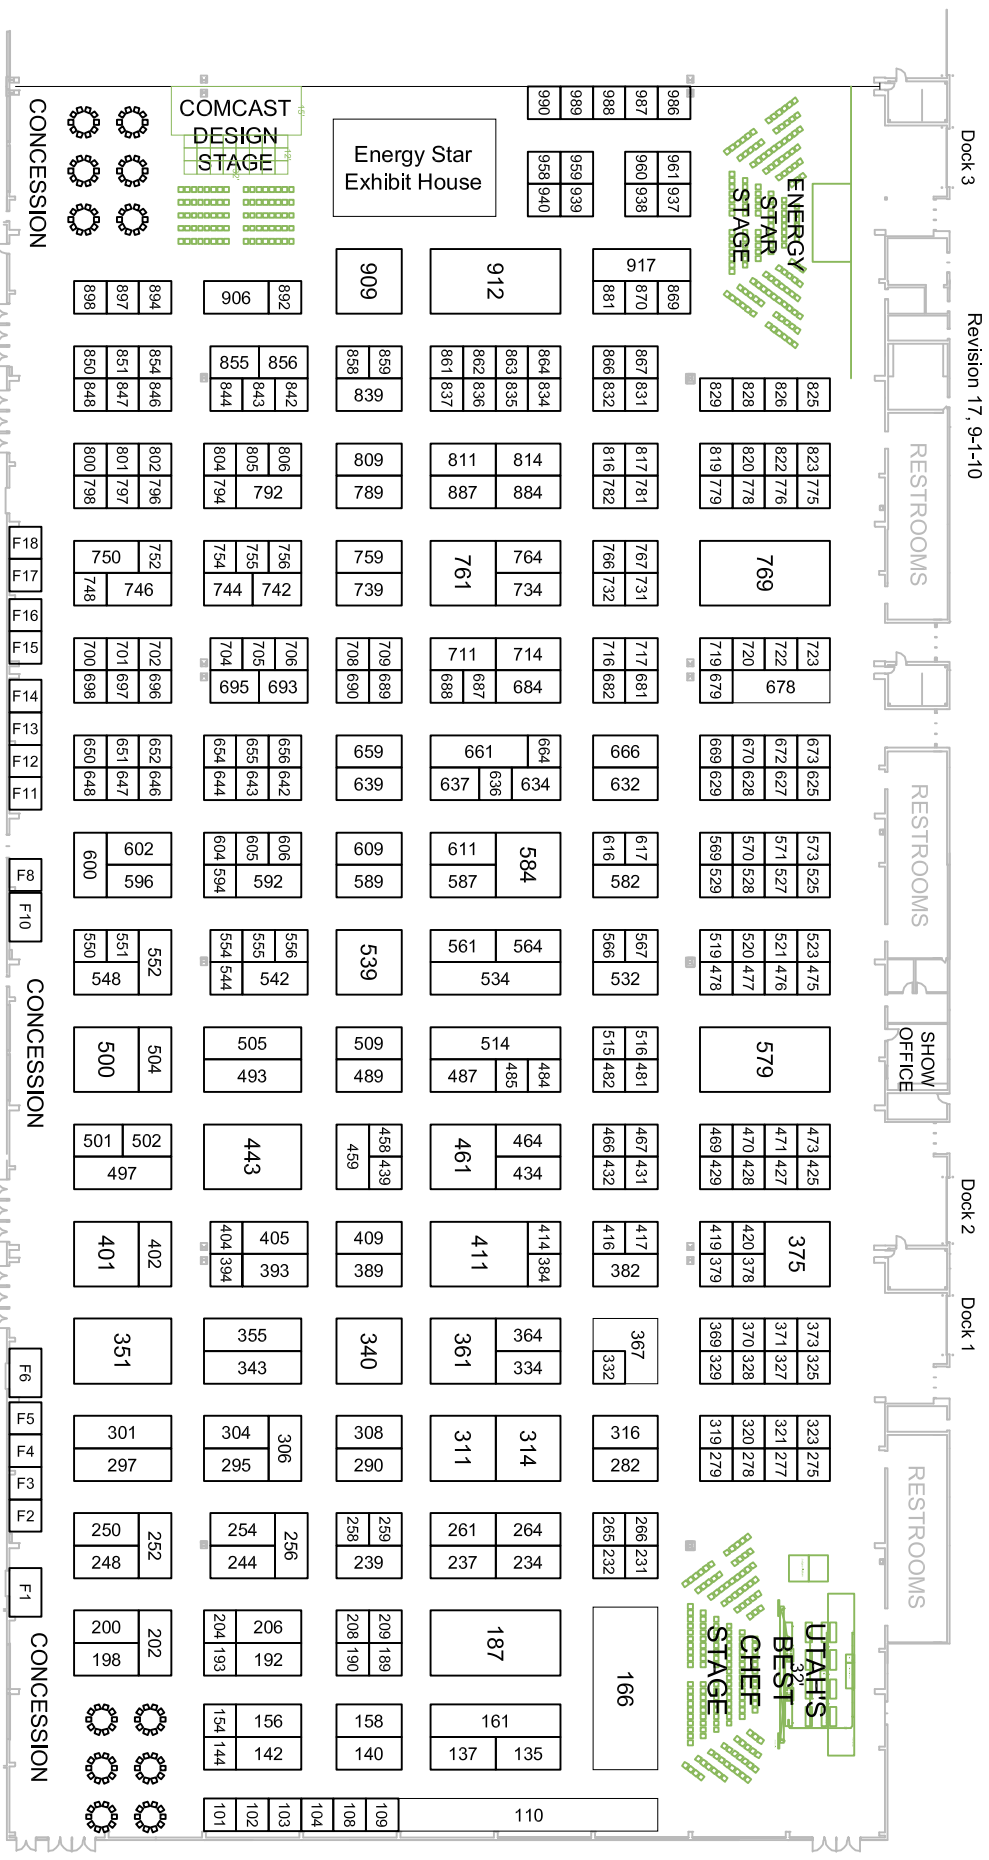 CONCESSION
COMCAST
DESIGN
STAGE
Energy Star
Exhibit House
990 989 988 987 986
958 959 960 961
940 939 938 937
ENERGY
STAR
STAGE
Dock 3
Revision 17, 9-1-10
909 912 917
898 897 894 906 892 881 870 869
850 851 854 855 856 858 859 861 862 863 864 866 867
848 847 846 844 843 842 839 837 836 835 834 832 831 829 828 826 825
800 801 802 804 805 806 809 811 814 816 817 819 820 822 823
798 797 796 794 792 789 887 884 782 781 779 778 776 775
RESTROOMS
F18
F17
F16
F15
750 752 754 755 756 759 761 764 766 767 769
748 746 744 742 739 734 732 731
700 701 702 704 705 706 708 709 711 714 716 717 719 720 722 723
698 697 696 695 693 690 689 688 687 684 682 681 679 678
F14
F13
F12
F11
650 651 652 654 655 656 659 661 664 666 669 670 672 673
648 647 646 644 643 642 639 637 636 634 632 629 628 627 625
RESTROOMS
600 602 604 605 606 609 611 584 616 617 569 570 571 573
596 594 592 589 587 582 529 528 527 525
F8
F10
550 551 552 554 555 556 539 561 564 566 567 519 520 521 523
548 544 542 534 532 478 477 476 475
CONCESSION
500 504 505 509 514 515 516 579
493 489 487 485 484 482 481
SHOW
OFFICE
501 502 443 459 458 461 464 466 467 469 470 471 473
497 439 434 432 431 429 428 427 425
Dock 2
401 402 404 405 409 411 414 416 417 419 420 375
394 393 389 384 382 379 378
Dock 1
351 355 340 361 364 367 369 370 371 373
343 334 332 329 328 327 325
F6
F5
F4
F3
F2
F1
301 304 306 308 311 314 316 319 320 321 323
297 295 290 282 279 278 277 275
RESTROOMS
250 252 254 256 258 259 261 264 265 266
248 244 239 237 234 232 231
200 202 204 206 208 209 187 166
198 193 192 190 189
UTAH'S
BEST
CHEF
STAGE
32'
CONCESSION
154 156 158 161
144 142 140 137 135
101 102 103 104 108 109 110